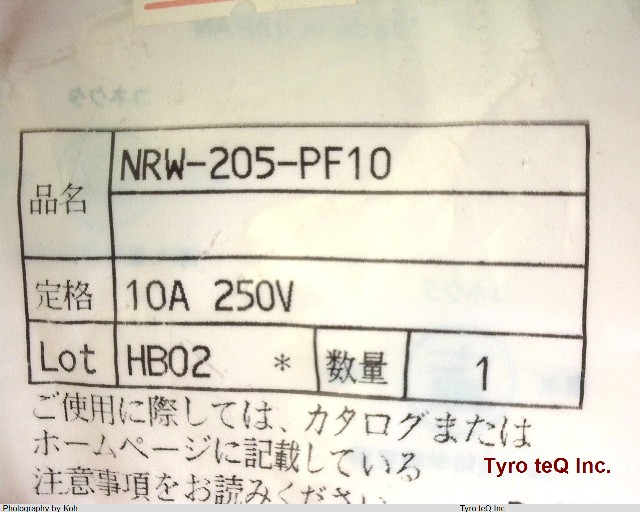 品名 NRW-205-PF10
定格 10A 250V
Lot HB02 * 数量 1
ご使用に際しては、カタログまたは
ホームページに記載している
注意事項をお読みください
Tyro teQ Inc.
Photography by Koh Tyro teQ Inc